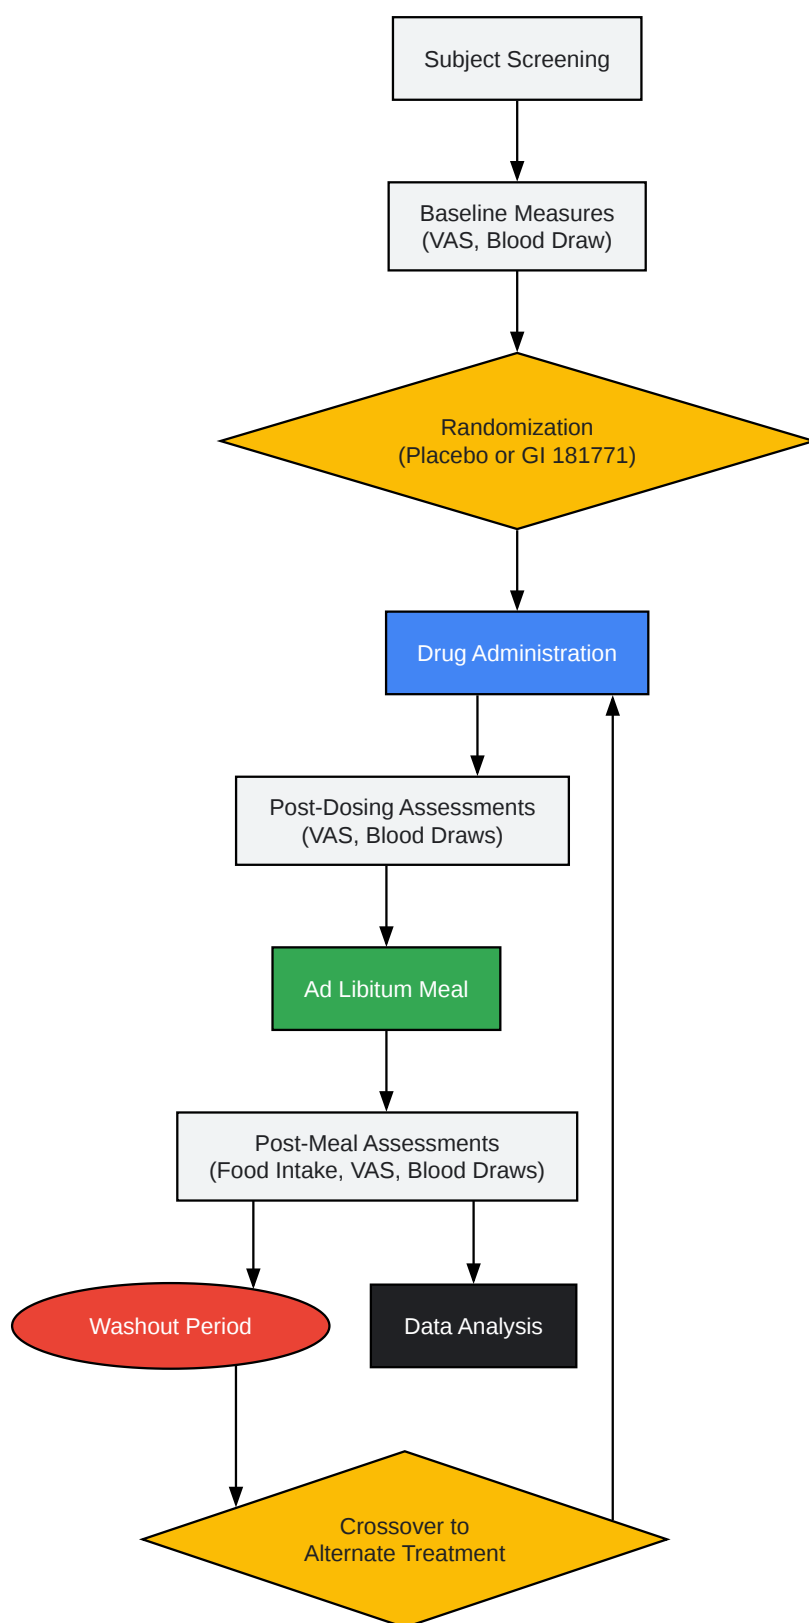 Subject Screening
Baseline Measures
(VAS, Blood Draw)
Randomization
(Placebo or GI 181771)
Drug Administration
Post-Dosing Assessments
(VAS, Blood Draws)
Ad Libitum Meal
Post-Meal Assessments
(Food Intake, VAS, Blood Draws)
Washout Period
Data Analysis
Crossover to
Alternate Treatment